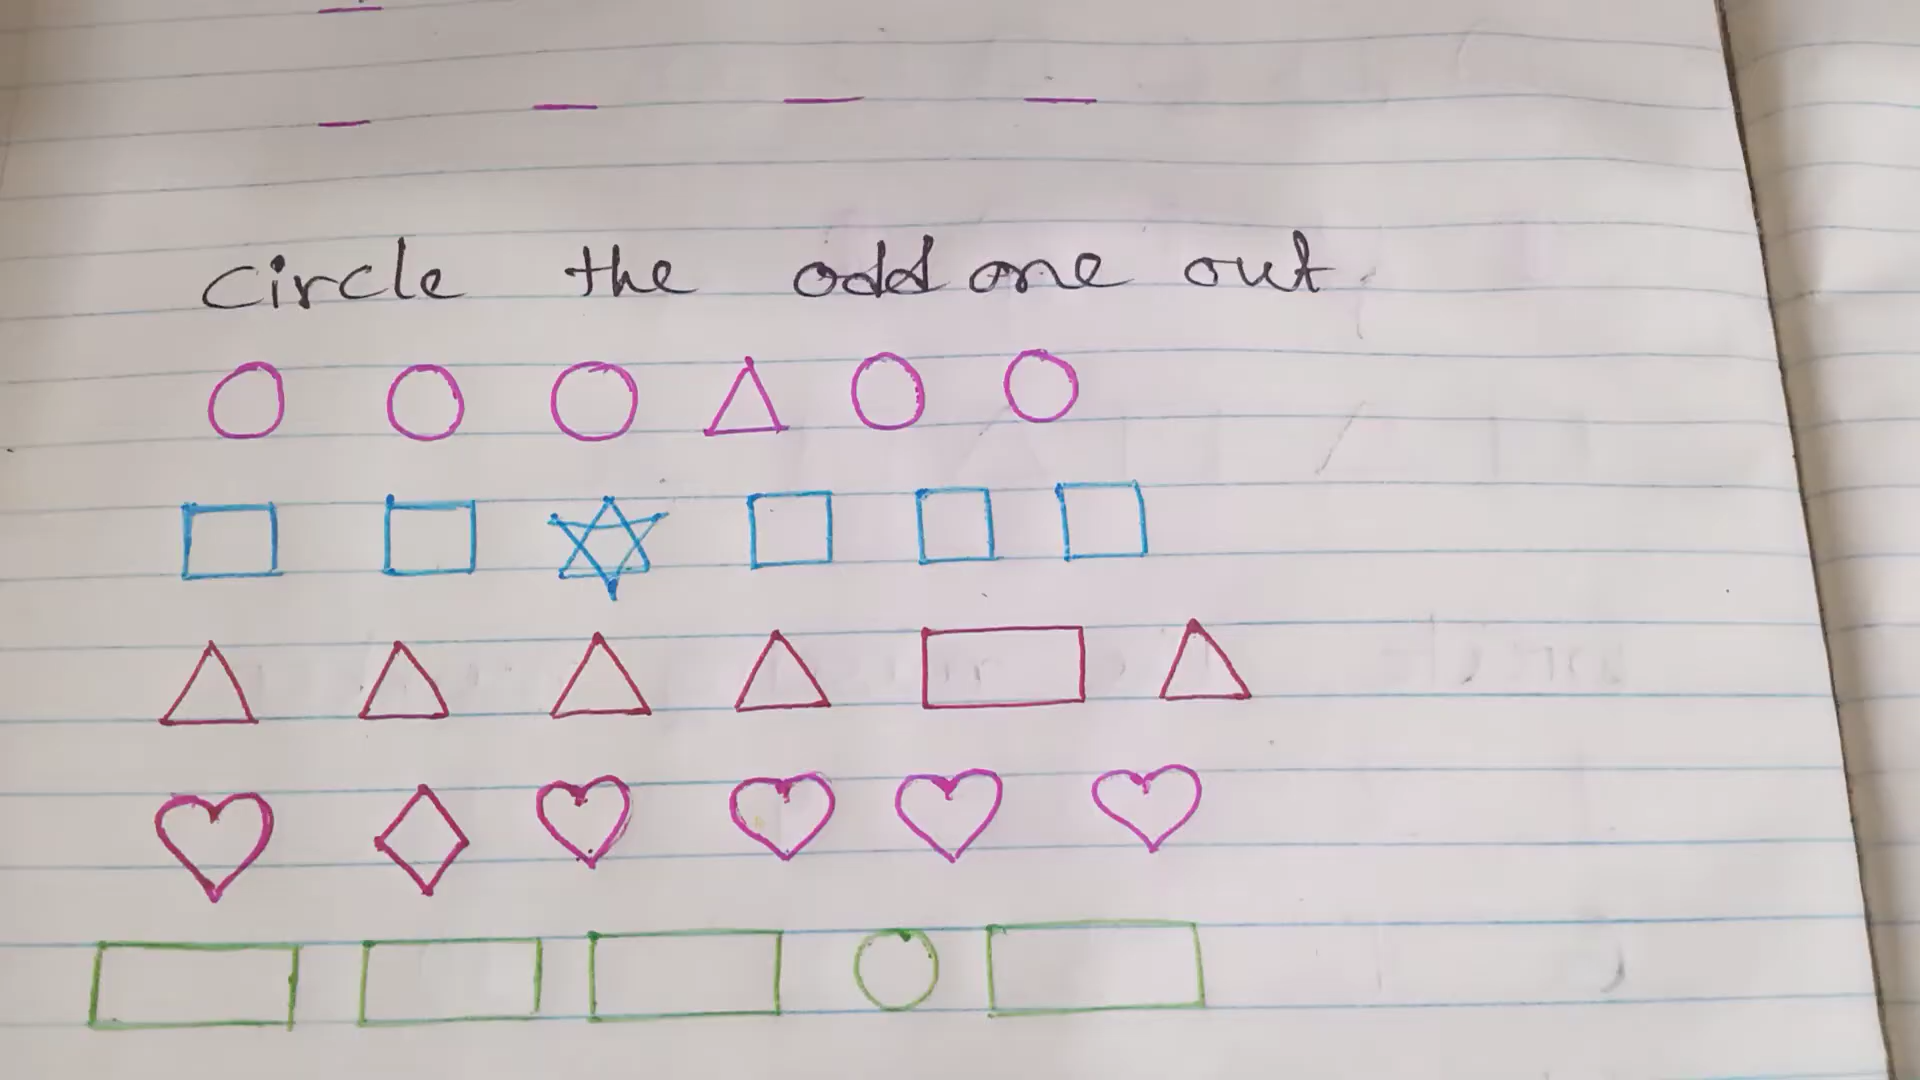 circle the odd one out.